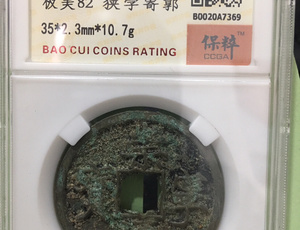 极美82 狭字寄郭
B0020A7369
35*2.3mm*10.7g
BAO CUI COINS RATING
保粹
CCGA
TM